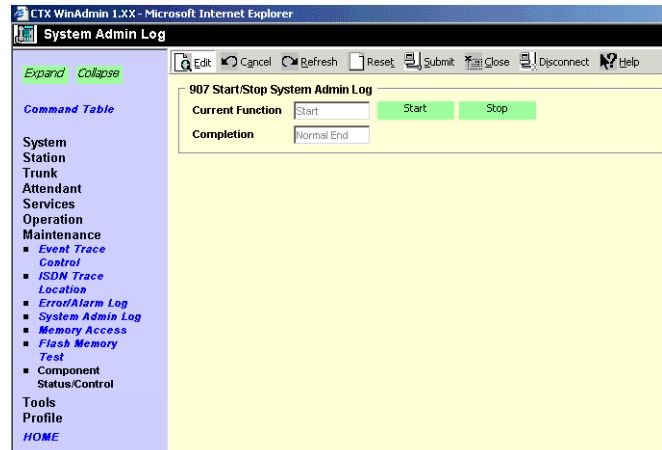 CTX WinAdmin 1.XX - Microsoft Internet Explorer
System Admin Log
Expand Collapse
Command Table
System
Station
Trunk
Attendant
Services
Operation
Maintenance
Event Trace
Control
ISDN Trace
Location
Error/Alarm Log
System Admin Log
Memory Access
Flash Memory
Test
Component
Status/Control
Tools
Profile
HOME
Edit Cancel Refresh Reset Submit Close Disconnect Help
907 Start/Stop System Admin Log
Current Function Start Start Stop
Completion Normal End